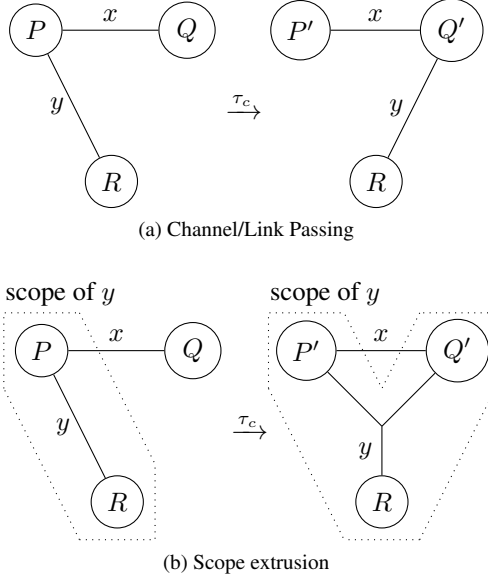 P x Q P′ x Q′
y τc y
R R
(a) Channel/Link Passing
scope of y scope of y
P x Q P′ x Q′
y τc y
R R
(b) Scope extrusion